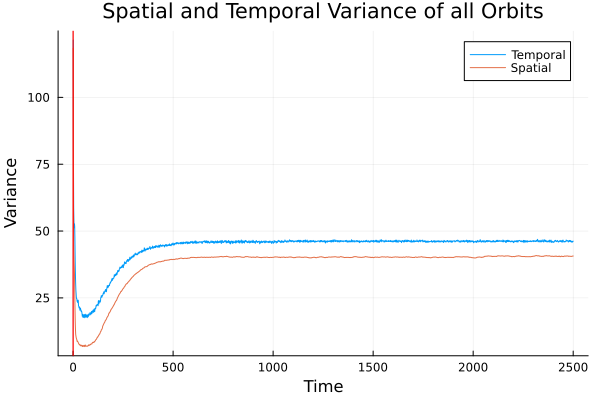 Spatial and Temporal Variance of all Orbits
Temporal
Spatial
100
75
50
25
Variance
0
500
1000
1500
2000
2500
Time